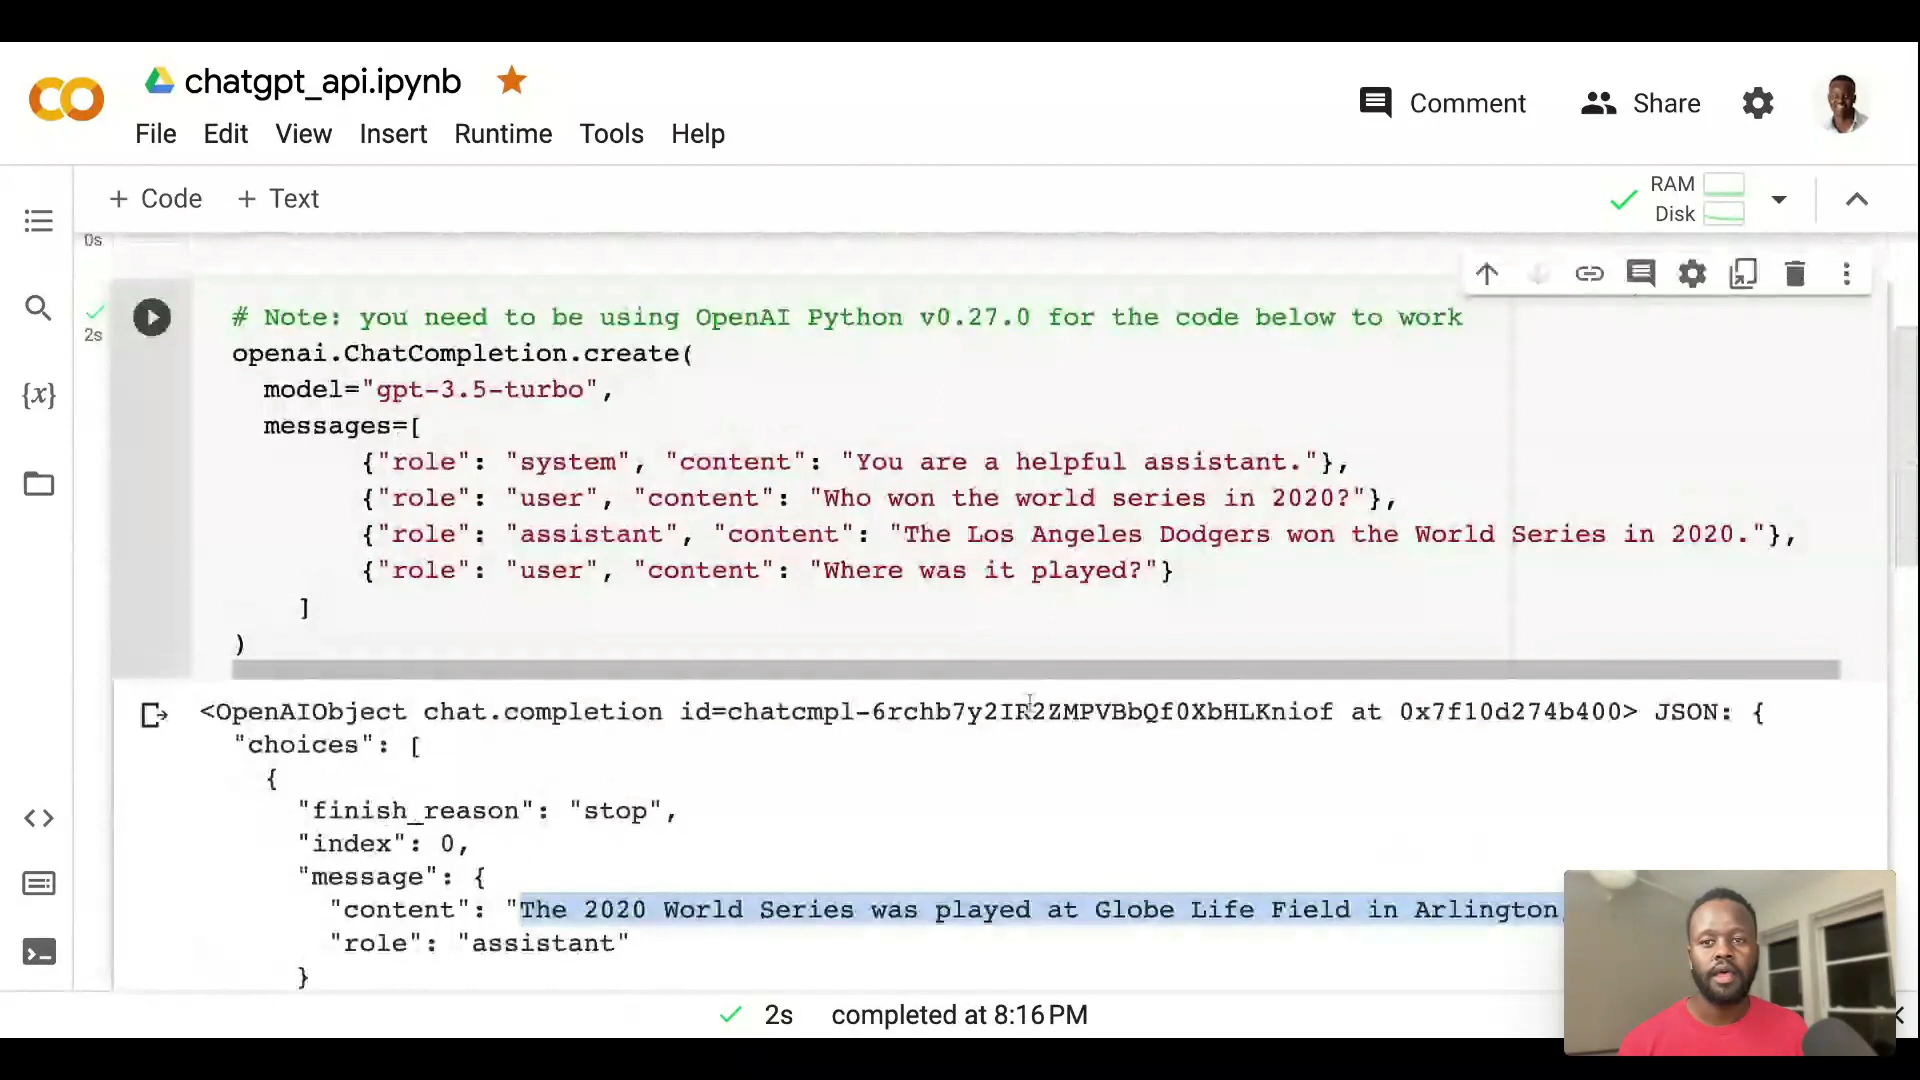 chatgpt_api.ipynb
Comment
Share
File Edit View Insert Runtime Tools Help
+ Code + Text
RAM
Disk
0s
2s
# Note: you need to be using OpenAI Python v0.27.0 for the code below to work
openai.ChatCompletion.create(
model="gpt-3.5-turbo",
messages=[
{"role": "system", "content": "You are a helpful assistant."},
{"role": "user", "content": "Who won the world series in 2020?"},
{"role": "assistant", "content": "The Los Angeles Dodgers won the World Series in 2020."},
{"role": "user", "content": "Where was it played?"}
]
)
<OpenAIObject chat.completion id=chatcmpl-6rchb7y2IR2ZMPVBbQf0XbHLKniof at 0x7f10d274b400> JSON: {
"choices": [
{
"finish_reason": "stop",
"index": 0,
"message": {
"content": "The 2020 World Series was played at Globe Life Field in Arlington,
"role": "assistant"
}
2s completed at 8:16 PM